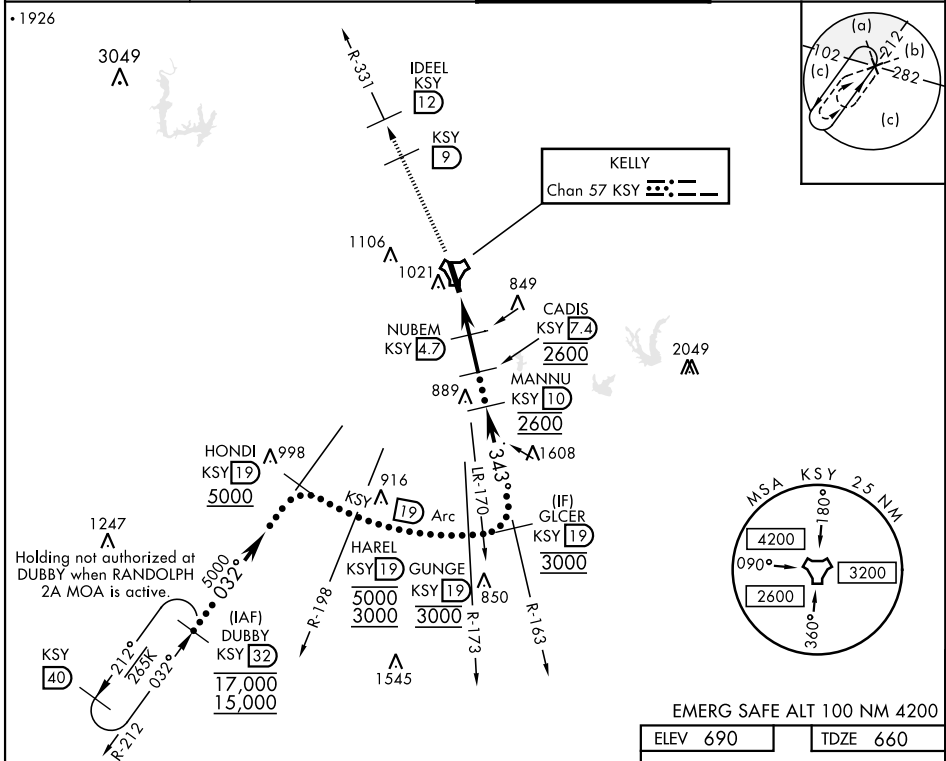 • 1926
3049
R-331
IDEEL
KSY 12
KSY
9
(a)
212
(b)
102
(c)
282
(c)
KELLY
Chan 57 KSY
1106
1021
849
NUBEM
KSY 4.7
CADIS
KSY 7.4
2600
2049
889
MANNU
KSY 10
2600
1608
343°
LR-170
HONDI
KSY 19
5000
998
916
KSY 19 Arc
(IF)
GLCER
KSY 19
3000
1247
Holding not authorized at
DUBBY when RANDOLPH
2A MOA is active.
5000
032°
HAREL
KSY 19
5000
3000
GUNGE
KSY 19
3000
850
R-198
R-173
R-163
(IAF)
DUBBY
KSY 32
17,000
15,000
212°
265K
032°
KSY
40
R-212
1545
MSA KSY 25 NM
180°
4200
090°
3200
2600
360°
EMERG SAFE ALT 100 NM 4200
ELEV 690
TDZE 660